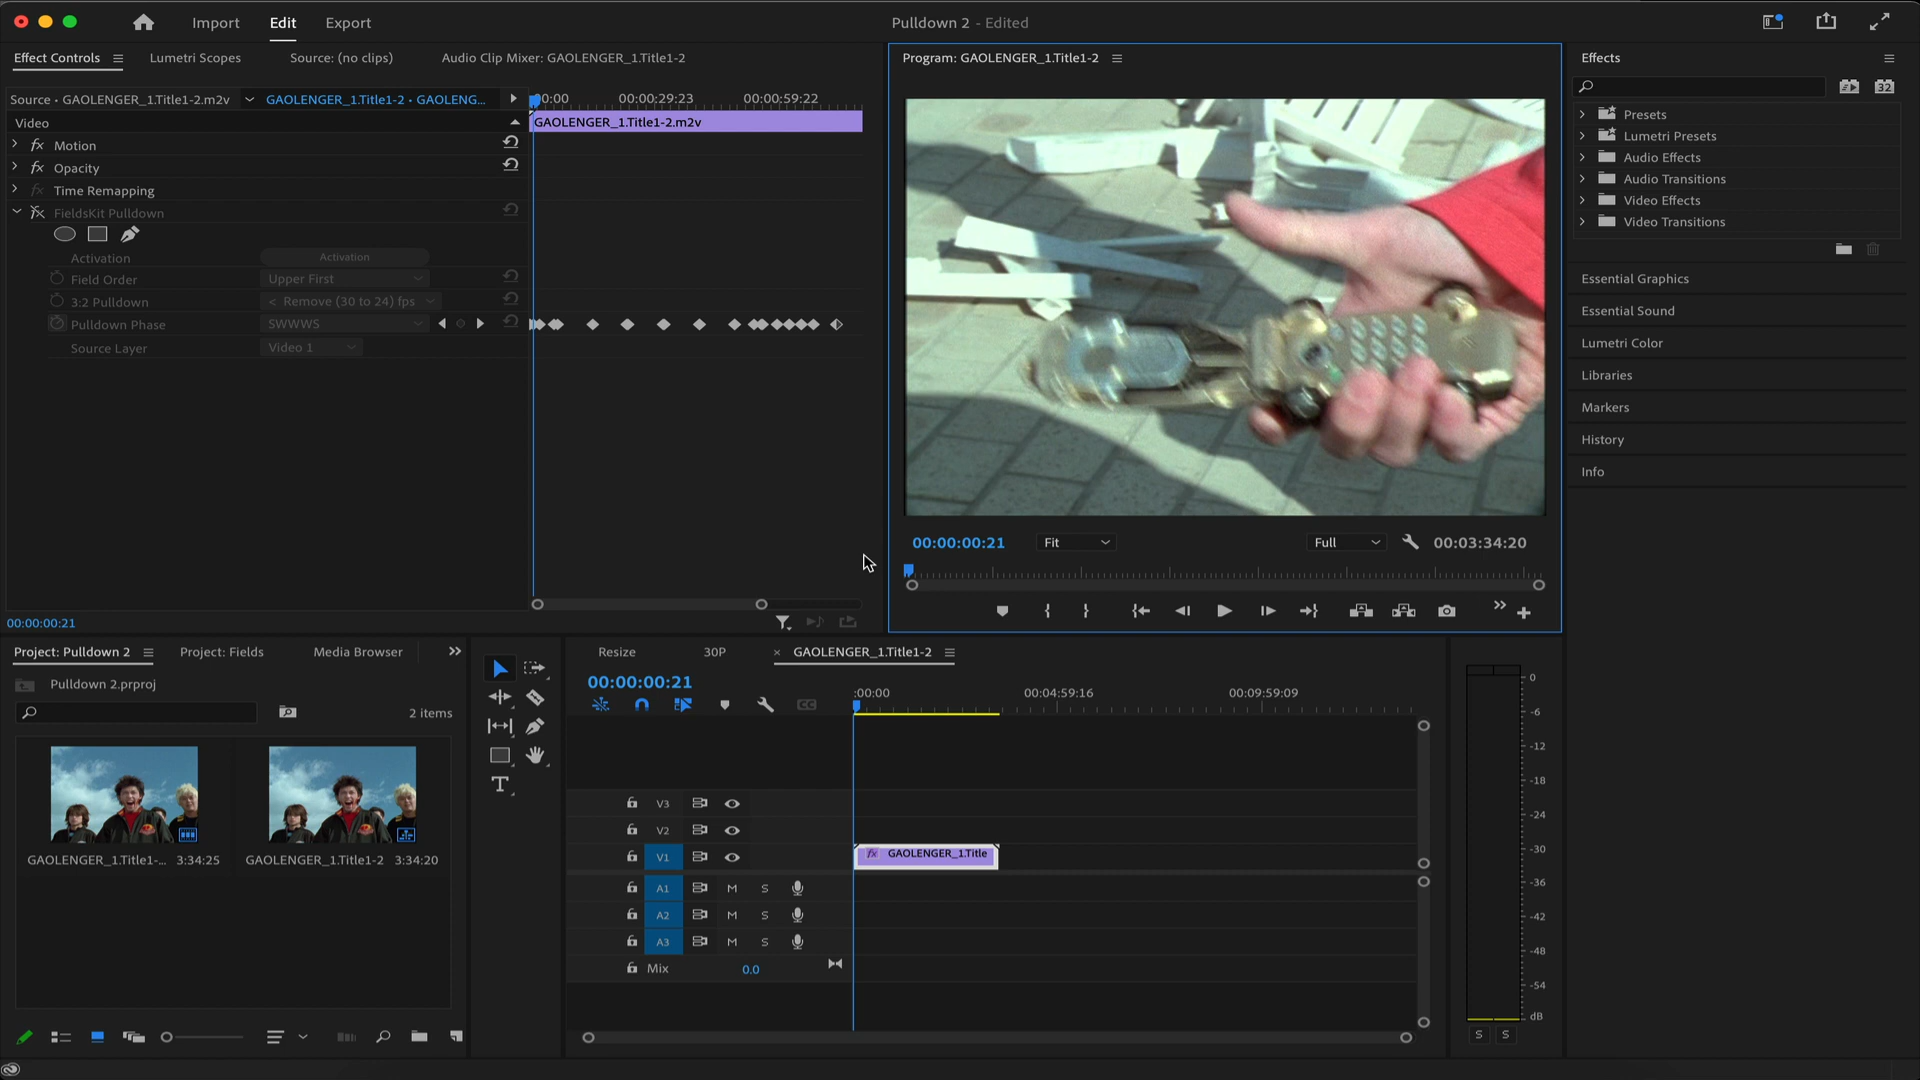 Import
Edit
Export
Pulldown 2 - Edited
Effect Controls
Lumetri Scopes
Source: (no clips)
Audio Clip Mixer: GAOLENGER_1.Title1-2
Program: GAOLENGER_1.Title1-2
Effects
Source • GAOLENGER_1.Title1-2.m2v
GAOLENGER_1.Title1-2 • GAOLENG...
00:00
00:00:29:23
00:00:59:22
32
Video
GAOLENGER_1.Title1-2.m2v
fx Motion
fx Opacity
fx Time Remapping
fx FieldsKit Pulldown
Activation
Activation
Field Order
Upper First
3:2 Pulldown
< Remove (30 to 24) fps
Pulldown Phase
SWWWS
Source Layer
Video 1
Presets
Lumetri Presets
Audio Effects
Audio Transitions
Video Effects
Video Transitions
Essential Graphics
Essential Sound
Lumetri Color
Libraries
Markers
History
Info
00:00:00:21
Fit
Full
00:03:34:20
00:00:00:21
Project: Pulldown 2
Project: Fields
Media Browser
Pulldown 2.prproj
2 items
GAOLENGER_1.Title1-... 3:34:25
GAOLENGER_1.Title1-2 3:34:20
T
Resize
30P
× GAOLENGER_1.Title1-2
00:00:00:21
:00:00
00:04:59:16
00:09:59:09
CC
V3
V2
V1
fx GAOLENGER_1.Title
A1 M S
A2 M S
A3 M S
Mix 0.0
0
-6
-12
-18
-24
-30
-36
-42
-48
-54
dB
S S